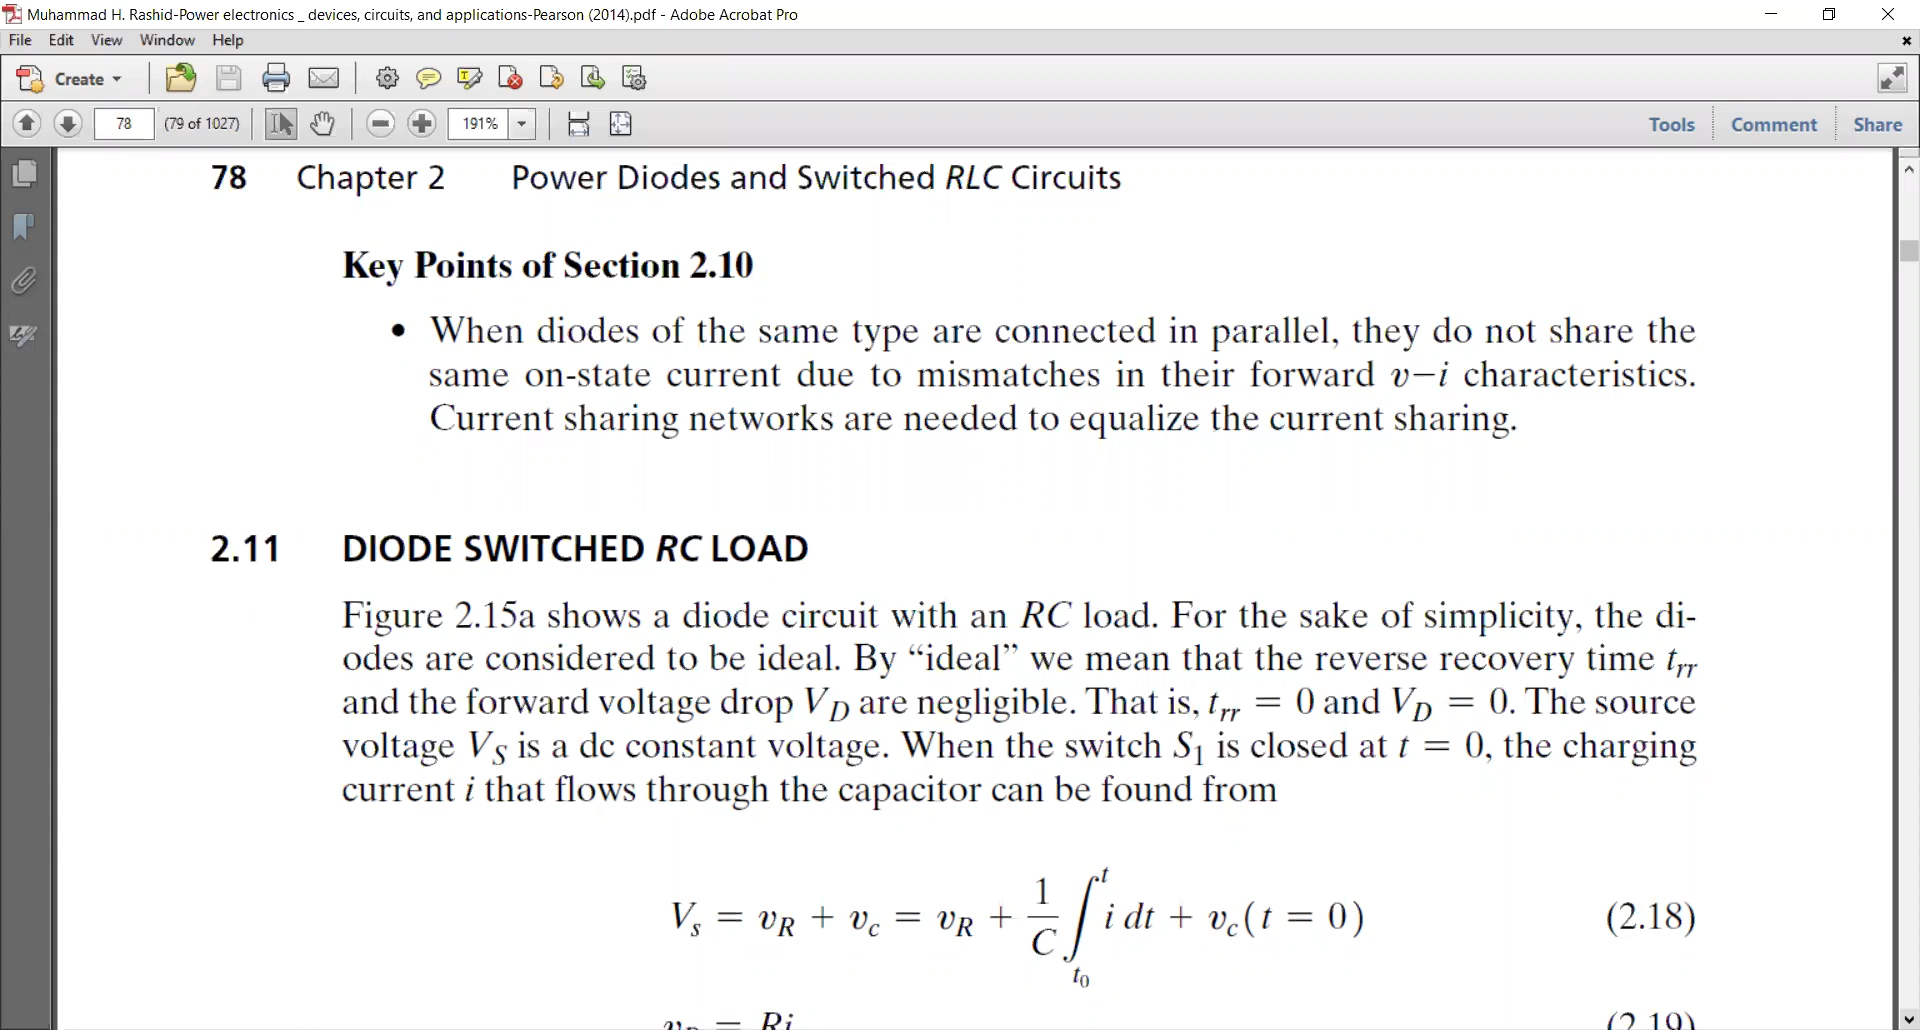 Muhammad H. Rashid-Power electronics _ devices, circuits, and applications-Pearson (2014).pdf - Adobe Acrobat Pro
File Edit View Window Help
Create
78 (79 of 1027) 191% Tools Comment Share
78 Chapter 2 Power Diodes and Switched RLC Circuits
Key Points of Section 2.10
• When diodes of the same type are connected in parallel, they do not share the
same on-state current due to mismatches in their forward v−i characteristics.
Current sharing networks are needed to equalize the current sharing.
2.11 DIODE SWITCHED RC LOAD
Figure 2.15a shows a diode circuit with an RC load. For the sake of simplicity, the di-
odes are considered to be ideal. By “ideal” we mean that the reverse recovery time t_rr
and the forward voltage drop V_D are negligible. That is, t_rr = 0 and V_D = 0. The source
voltage V_S is a dc constant voltage. When the switch S_1 is closed at t = 0, the charging
current i that flows through the capacitor can be found from
V_s = v_R + v_c = v_R + 1/C ∫_{t_0}^{t} i dt + v_c(t = 0) (2.18)
v_R = Ri (2.19)